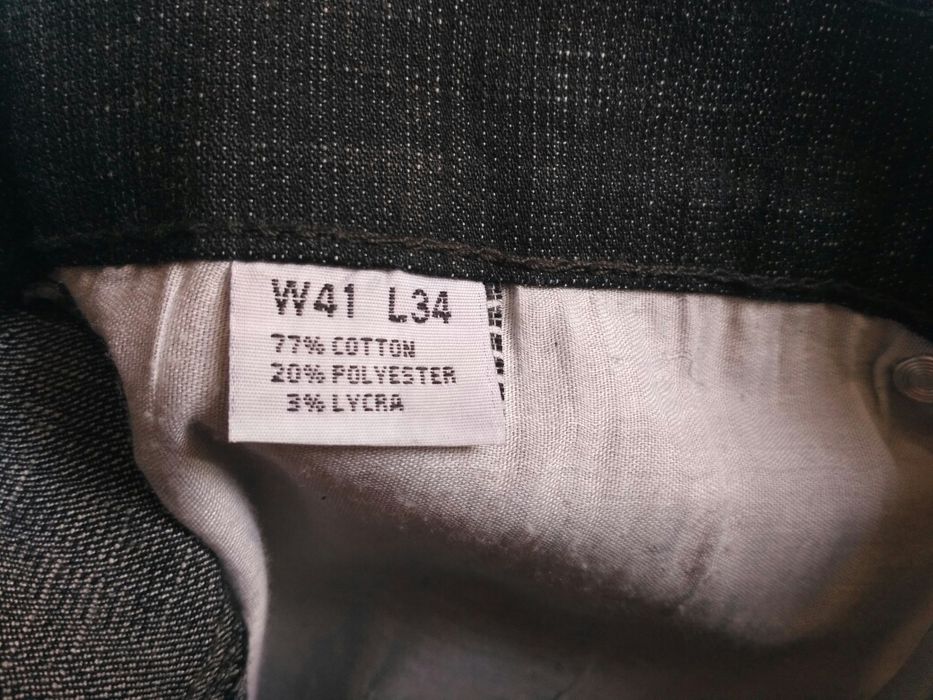 W41 L34
77% COTTON
20% POLYESTER
3% LYCRA